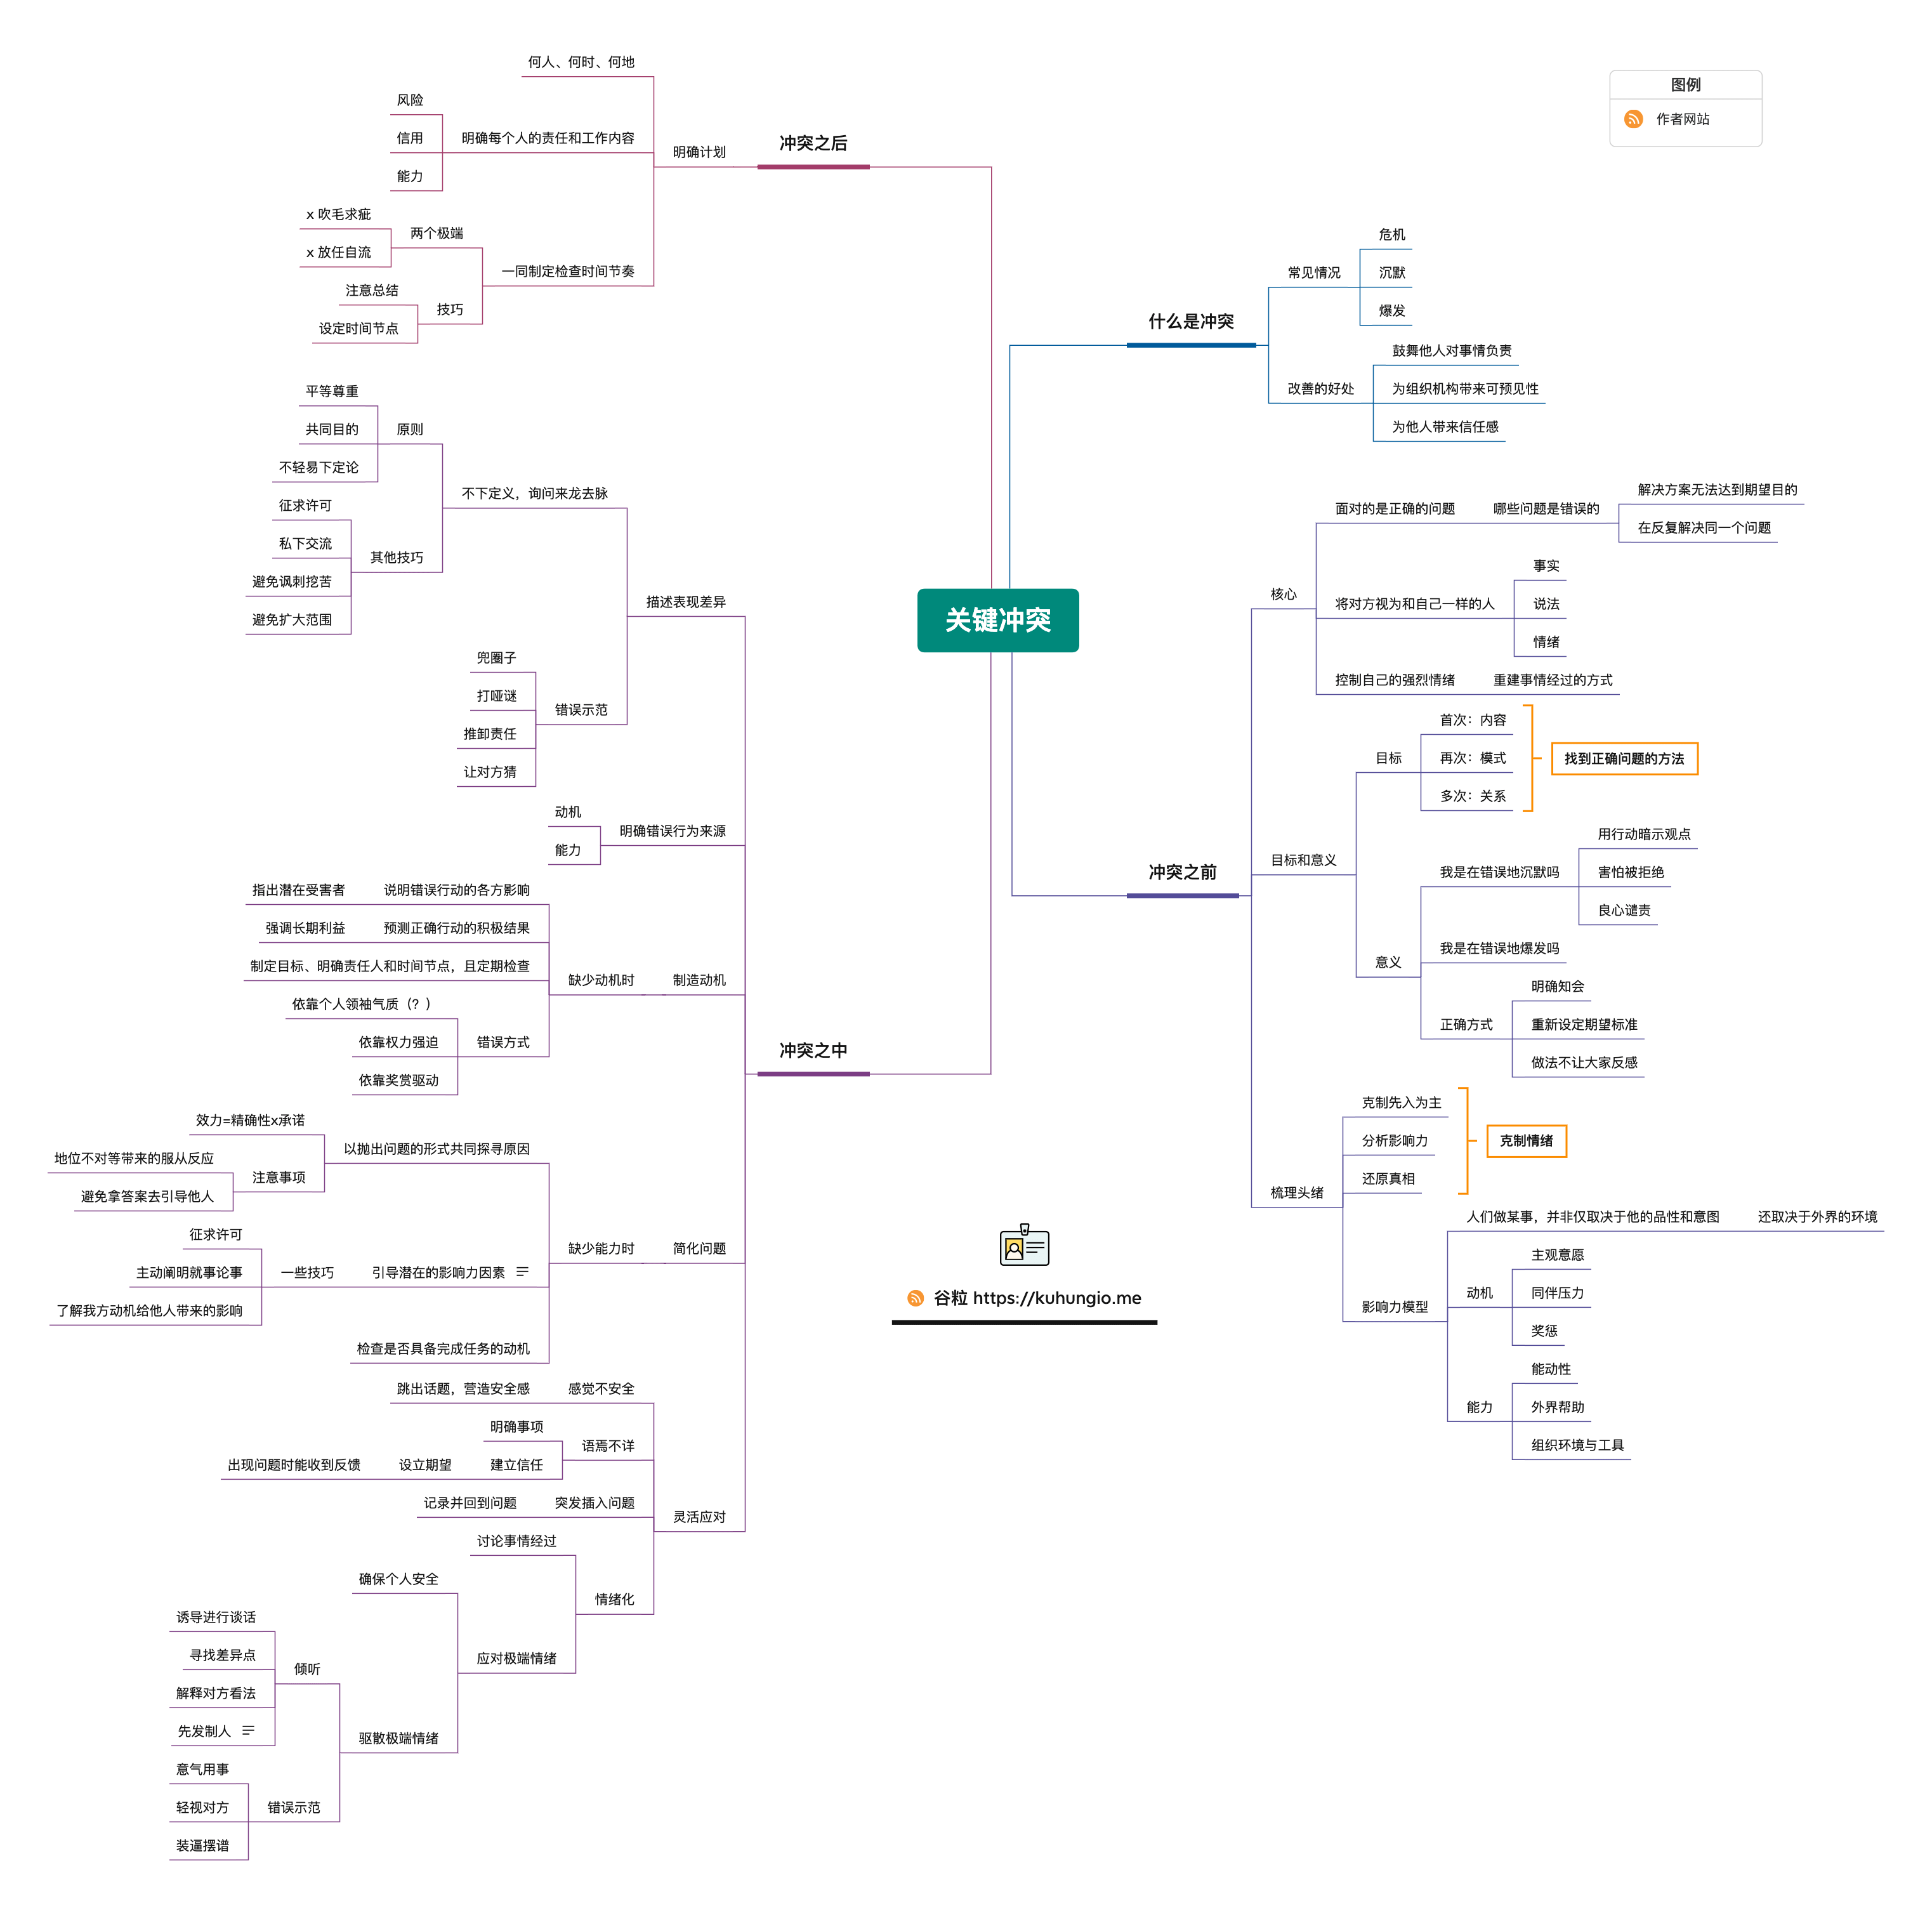 关键冲突
图例
作者网站
什么是冲突
常见情况
危机
沉默
爆发
改善的好处
鼓舞他人对事情负责
为组织机构带来可预见性
为他人带来信任感
冲突之前
核心
面对的是正确的问题
哪些问题是错误的
解决方案无法达到期望目的
在反复解决同一个问题
将对方视为和自己一样的人
事实
说法
情绪
控制自己的强烈情绪
重建事情经过的方式
目标和意义
目标
首次：内容
再次：模式
多次：关系
找到正确问题的方法
意义
我是在错误地沉默吗
用行动暗示观点
害怕被拒绝
良心谴责
我是在错误地爆发吗
正确方式
明确知会
重新设定期望标准
做法不让大家反感
梳理头绪
克制先入为主
分析影响力
还原真相
克制情绪
影响力模型
人们做某事，并非仅取决于他的品性和意图
还取决于外界的环境
动机
主观意愿
同伴压力
奖惩
能力
能动性
外界帮助
组织环境与工具
冲突之中
描述表现差异
不下定义，询问来龙去脉
原则
平等尊重
共同目的
不轻易下定论
其他技巧
征求许可
私下交流
避免讽刺挖苦
避免扩大范围
错误示范
兜圈子
打哑谜
推卸责任
让对方猜
明确错误行为来源
动机
能力
制造动机
缺少动机时
说明错误行动的各方影响
指出潜在受害者
预测正确行动的积极结果
强调长期利益
制定目标、明确责任人和时间节点，且定期检查
错误方式
依靠个人领袖气质（？）
依靠权力强迫
依靠奖赏驱动
简化问题
缺少能力时
以抛出问题的形式共同探寻原因
效力=精确性x承诺
注意事项
地位不对等带来的服从反应
避免拿答案去引导他人
引导潜在的影响力因素
一些技巧
征求许可
主动阐明就事论事
了解我方动机给他人带来的影响
检查是否具备完成任务的动机
灵活应对
感觉不安全
跳出话题，营造安全感
语焉不详
明确事项
建立信任
设立期望
出现问题时能收到反馈
突发插入问题
记录并回到问题
情绪化
讨论事情经过
应对极端情绪
确保个人安全
驱散极端情绪
倾听
诱导进行谈话
寻找差异点
解释对方看法
先发制人
错误示范
意气用事
轻视对方
装逼摆谱
冲突之后
明确计划
何人、何时、何地
明确每个人的责任和工作内容
风险
信用
能力
一同制定检查时间节奏
两个极端
x 吹毛求疵
x 放任自流
技巧
注意总结
设定时间节点
谷粒 https://kuhungio.me